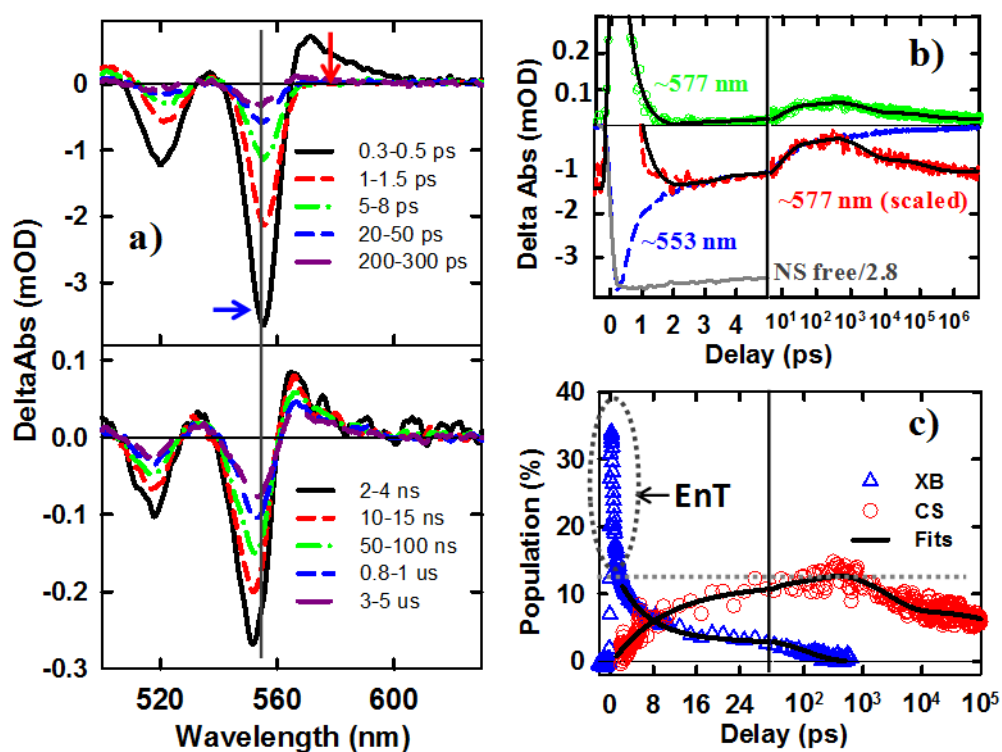 a)
0
-1
-2
-3
DeltaAbs (mOD)
0.3-0.5 ps
1-1.5 ps
5-8 ps
20-50 ps
200-300 ps
0.1
0.0
-0.1
-0.2
-0.3
2-4 ns
10-15 ns
50-100 ns
0.8-1 us
3-5 us
520 560 600
Wavelength (nm)
b)
0.2
0.1
-1
-2
-3
Delta Abs (mOD)
~577 nm
~577 nm (scaled)
~553 nm
NS free/2.8
0 1 2 3 4 10¹ 10² 10³ 10⁴ 10⁵ 10⁶
Delay (ps)
c)
40
30
20
10
0
Population (%)
EnT
XB
CS
Fits
0 8 16 24 10² 10³ 10⁴ 10⁵
Delay (ps)